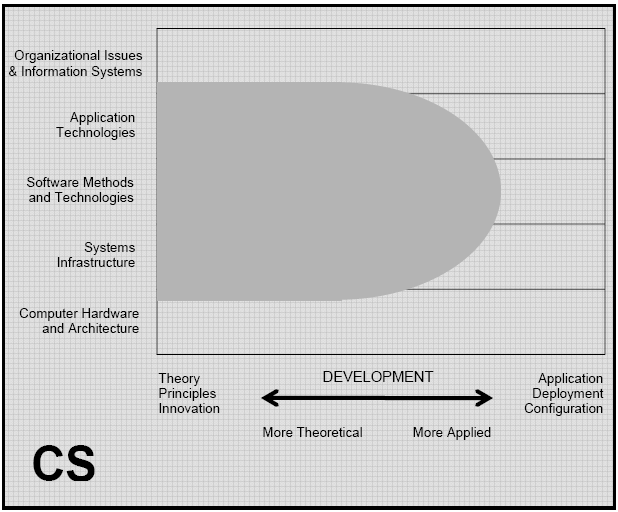 Organizational Issues
& Information Systems
Application
Technologies
Software Methods
and Technologies
Systems
Infrastructure
Computer Hardware
and Architecture
Theory
Principles
Innovation
DEVELOPMENT
Application
Deployment
Configuration
More Theoretical
More Applied
CS